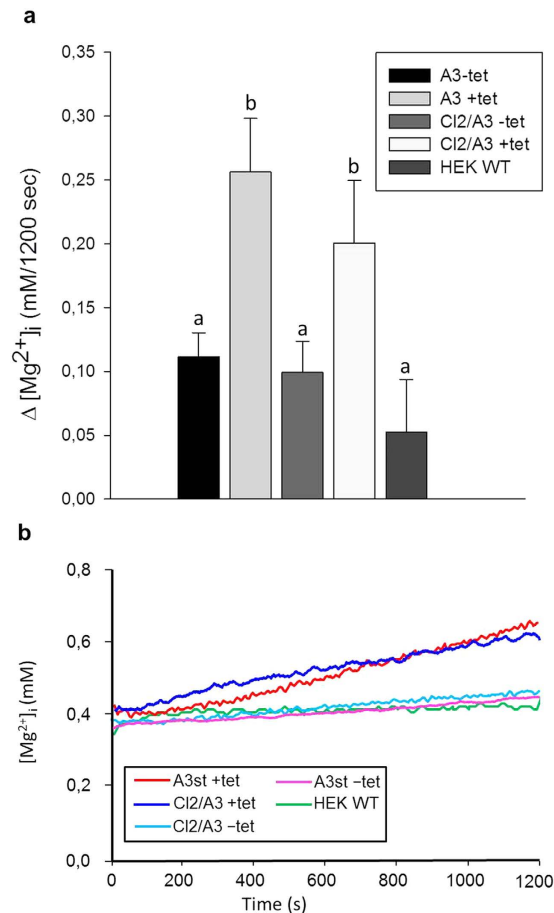 a
0,35
0,30
0,25
0,20
0,15
0,10
0,05
0,00
Δ [Mg2+]i (mM/1200 sec)
a
b
a
b
a
A3-tet
A3 +tet
Cl2/A3 -tet
Cl2/A3 +tet
HEK WT
b
0,8
0,6
0,4
0,2
0,0
[Mg2+]i (mM)
A3st +tet
A3st –tet
Cl2/A3 +tet
HEK WT
Cl2/A3 –tet
0 200 400 600 800 1000 1200
Time (s)